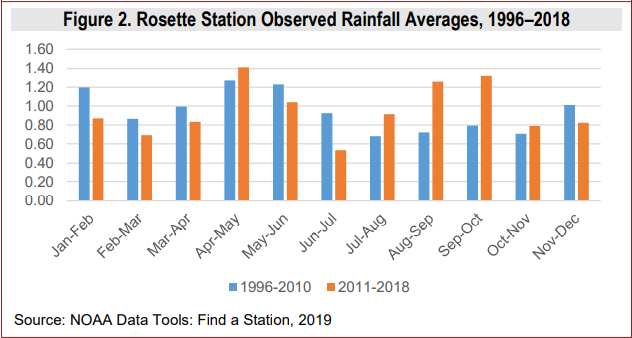 Figure 2. Rosette Station Observed Rainfall Averages, 1996–2018
1.60
1.40
1.20
1.00
0.80
0.60
0.40
0.20
0.00
Jan-Feb
Feb-Mar
Mar-Apr
Apr-May
May-Jun
Jun-Jul
Jul-Aug
Aug-Sep
Sep-Oct
Oct-Nov
Nov-Dec
1996-2010 2011-2018
Source: NOAA Data Tools: Find a Station, 2019